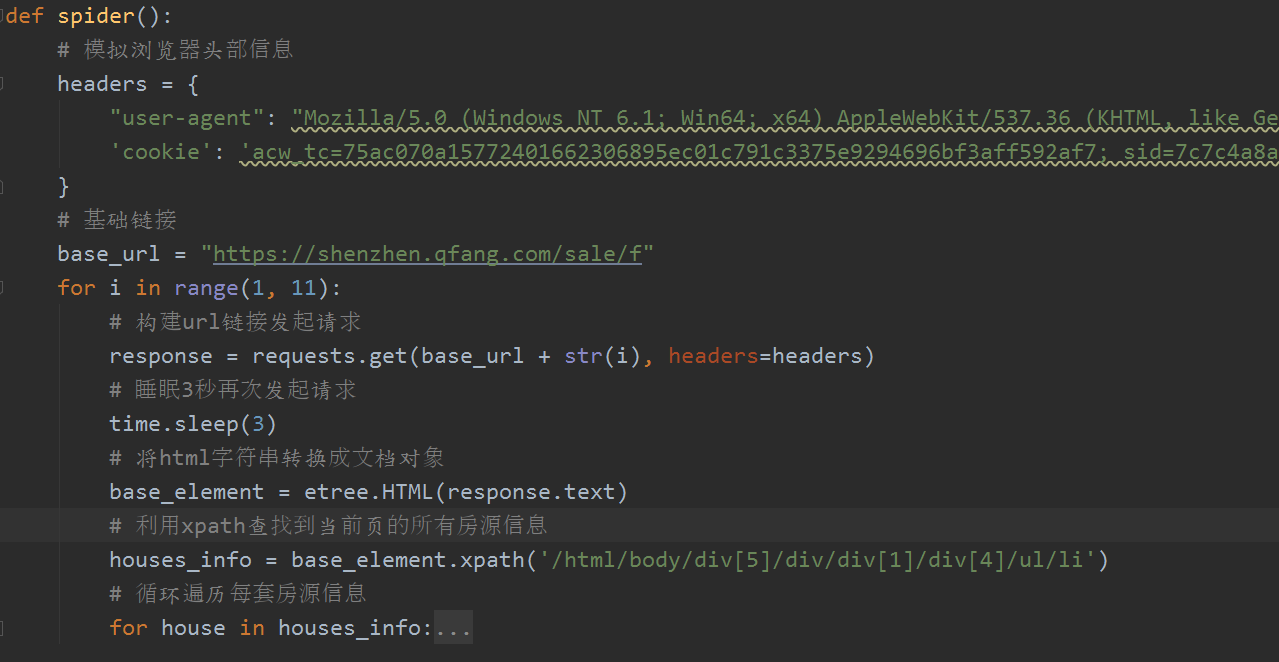 def spider():
    # 模拟浏览器头部信息
    headers = {
        "user-agent": "Mozilla/5.0 (Windows NT 6.1; Win64; x64) AppleWebKit/537.36 (KHTML, like Ge
        'cookie': 'acw_tc=75ac070a15772401662306895ec01c791c3375e9294696bf3aff592af7; sid=7c7c4a8a
    }
    # 基础链接
    base_url = "https://shenzhen.qfang.com/sale/f"
    for i in range(1, 11):
        # 构建url链接发起请求
        response = requests.get(base_url + str(i), headers=headers)
        # 睡眠3秒再次发起请求
        time.sleep(3)
        # 将html字符串转换成文档对象
        base_element = etree.HTML(response.text)
        # 利用xpath查找到当前页的所有房源信息
        houses_info = base_element.xpath('/html/body/div[5]/div/div[1]/div[4]/ul/li')
        # 循环遍历每套房源信息
        for house in houses_info:...